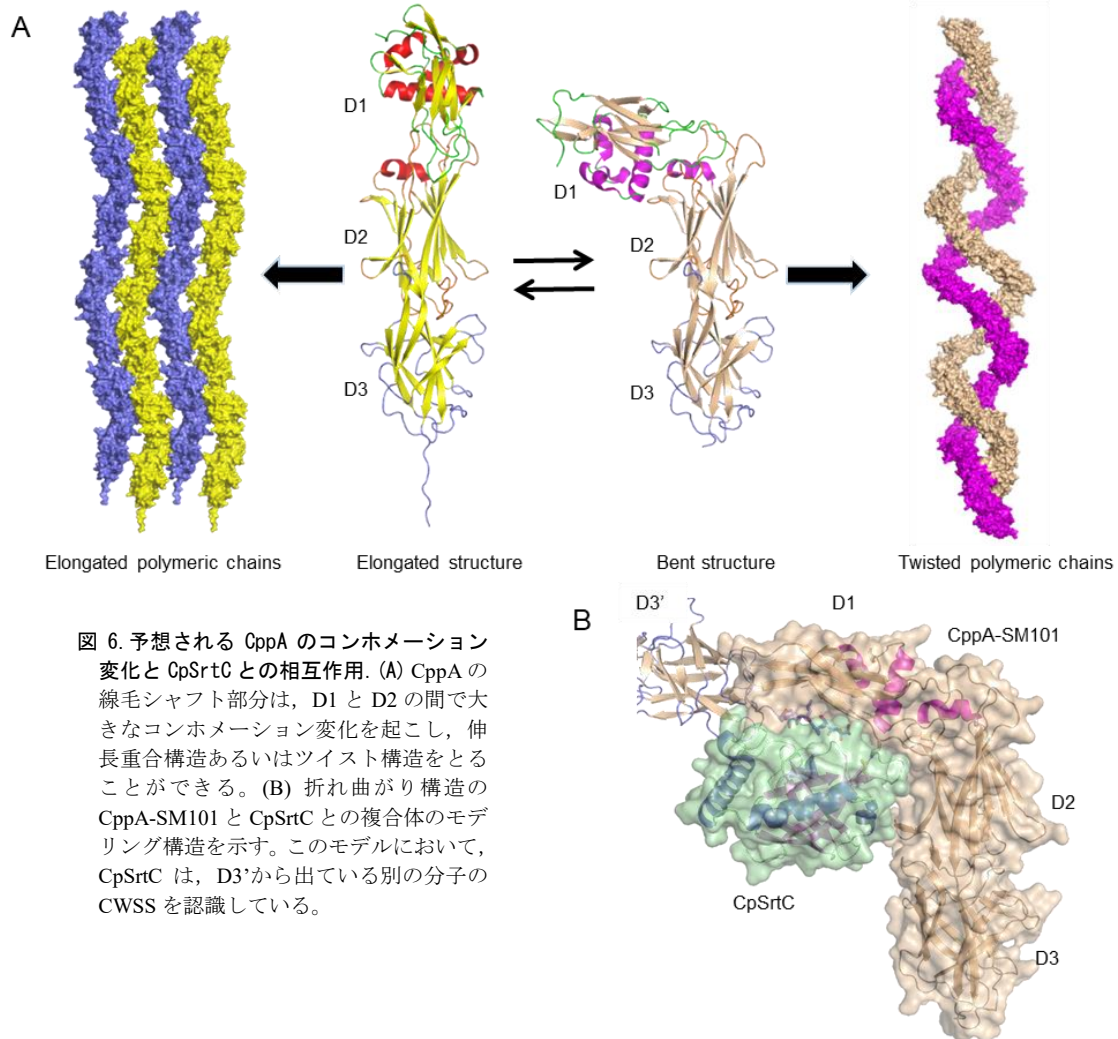 A
D1
D1
D2
D2
D3
D3
Elongated polymeric chains
Elongated structure
Bent structure
Twisted polymeric chains
図 6. 予想される CppA のコンホメーション
変化と CpSrtC との相互作用. (A) CppA の
線毛シャフト部分は，D1 と D2 の間で大
きなコンホメーション変化を起こし，伸
長重合構造あるいはツイスト構造をとる
ことができる。(B) 折れ曲がり構造の
CppA-SM101 と CpSrtC との複合体のモデ
リング構造を示す。このモデルにおいて，
CpSrtC は，D3’から出ている別の分子の
CWSS を認識している。
B
D3'
D1
CppA-SM101
D2
CpSrtC
D3